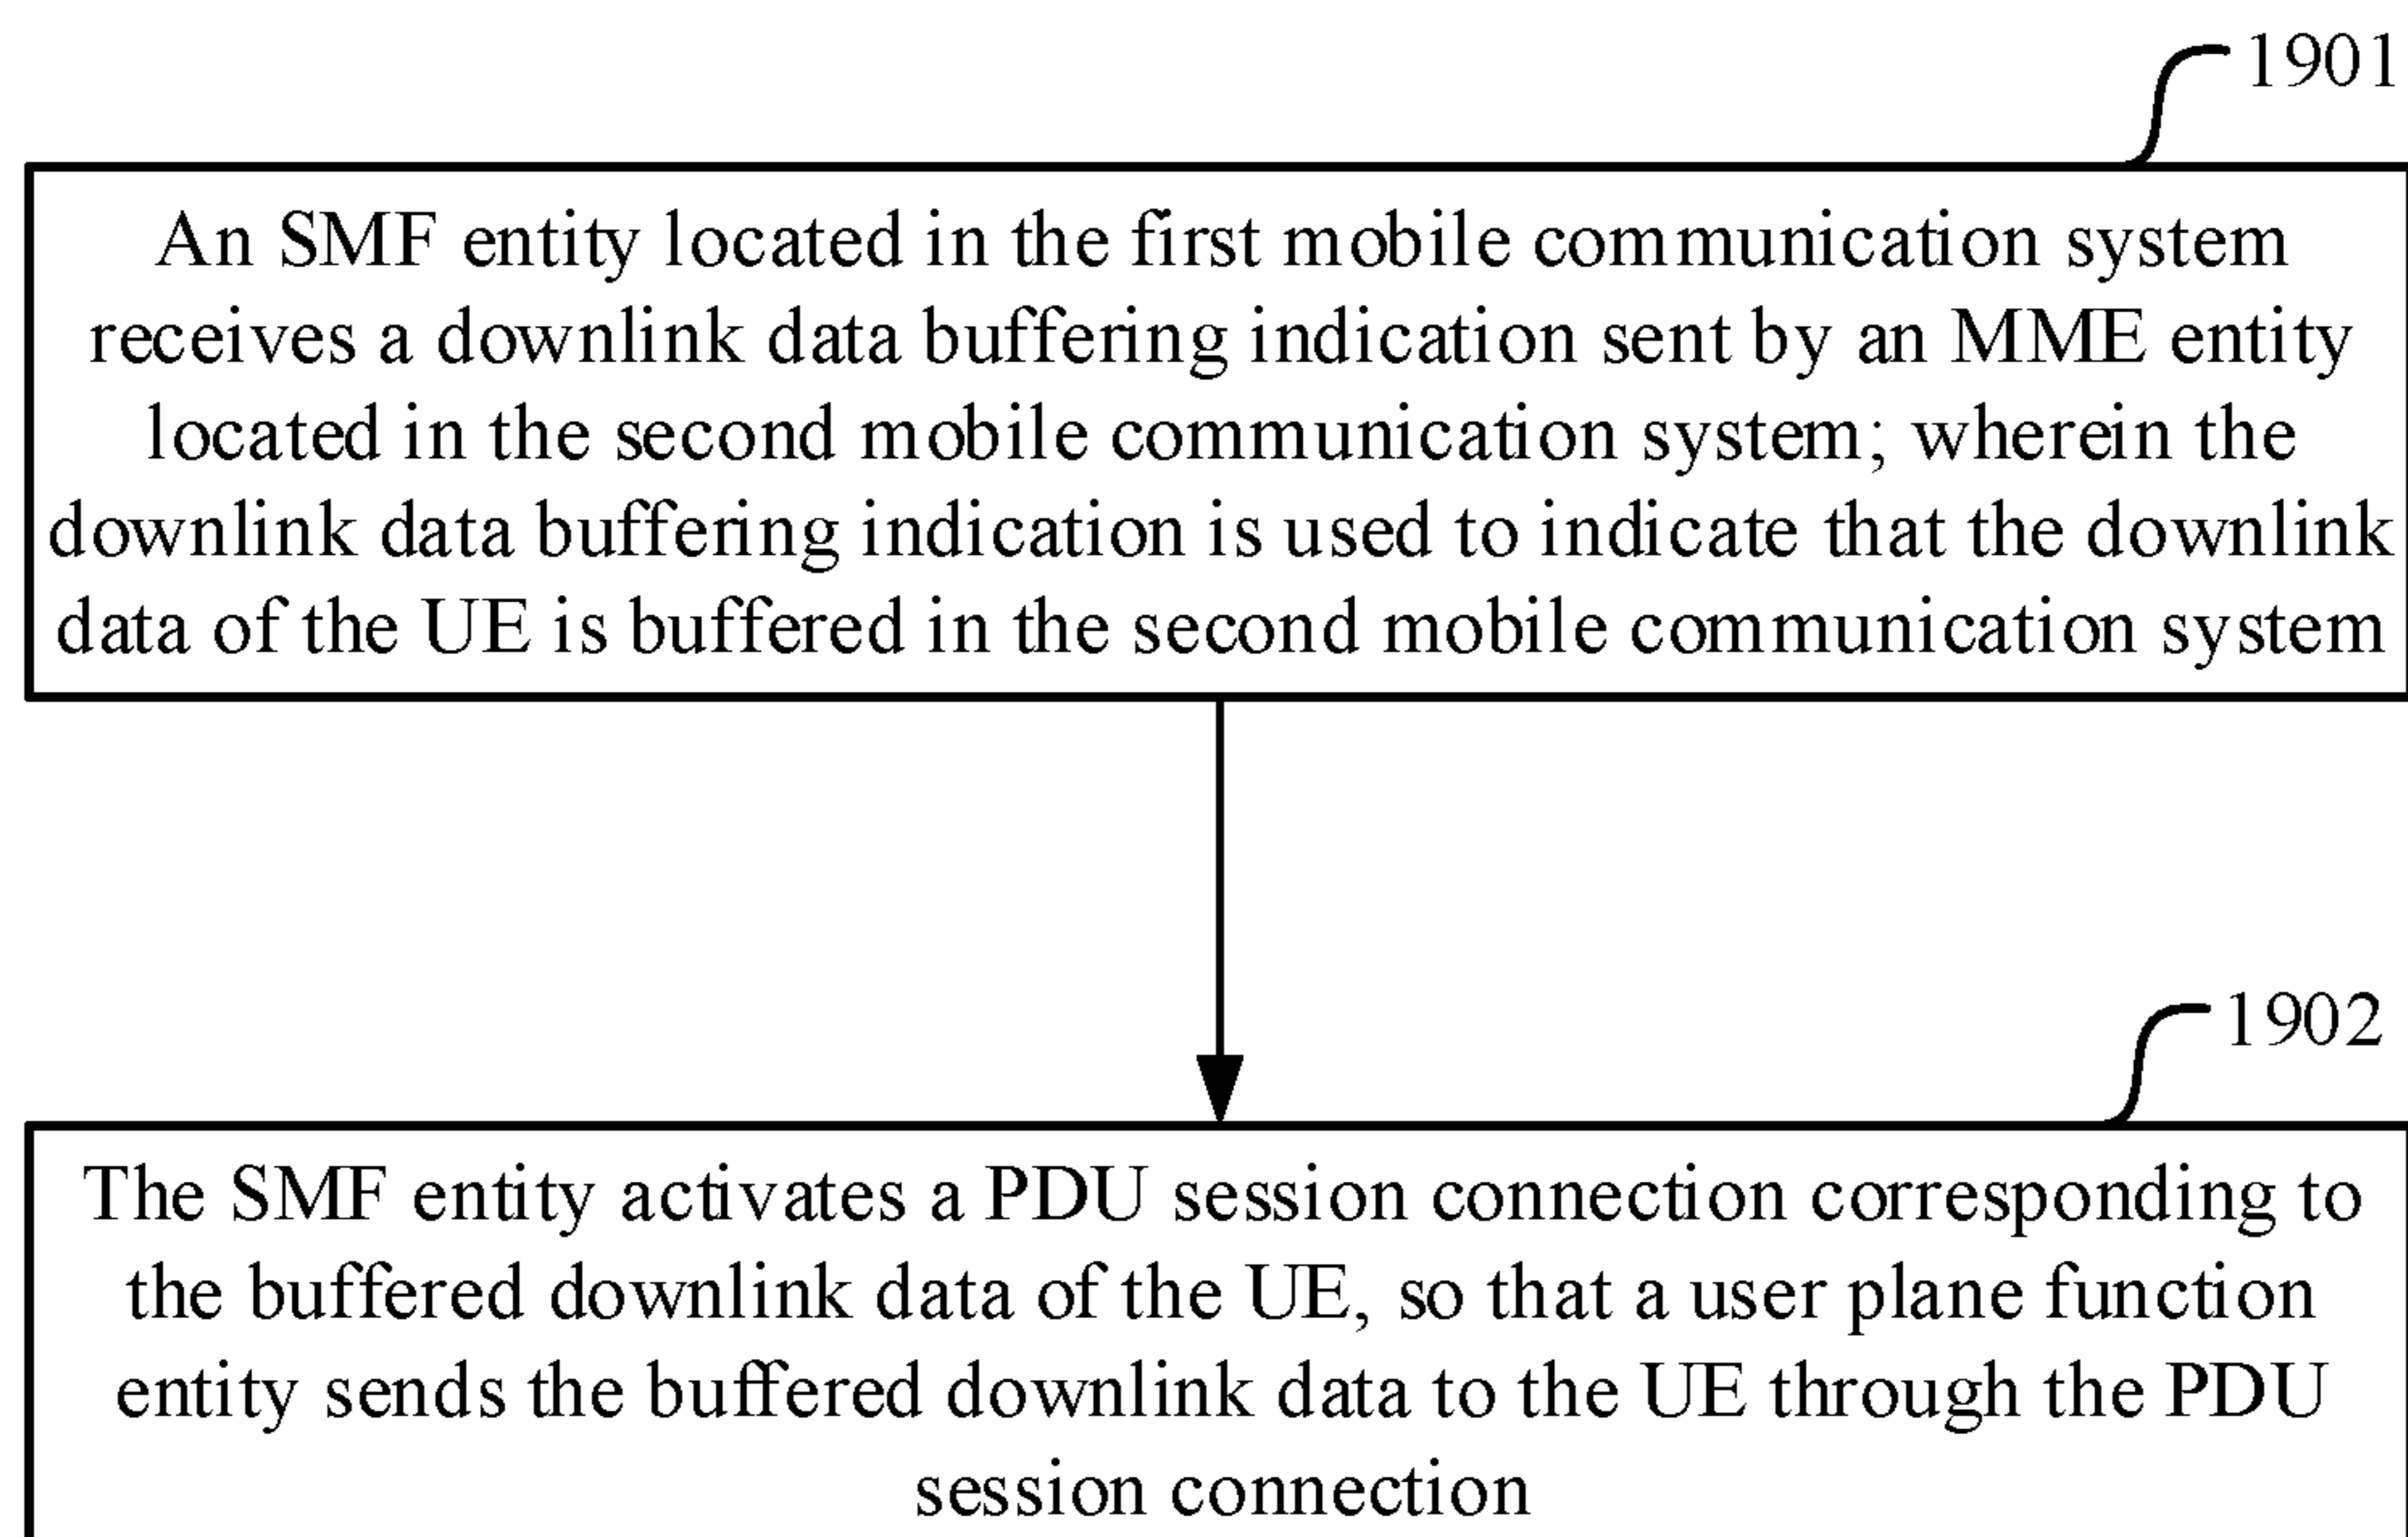 1901
An SMF entity located in the first mobile communication system
receives a downlink data buffering indication sent by an MME entity
located in the second mobile communication system; wherein the
downlink data buffering indication is used to indicate that the downlink
data of the UE is buffered in the second mobile communication system
1902
The SMF entity activates a PDU session connection corresponding to
the buffered downlink data of the UE, so that a user plane function
entity sends the buffered downlink data to the UE through the PDU
session connection